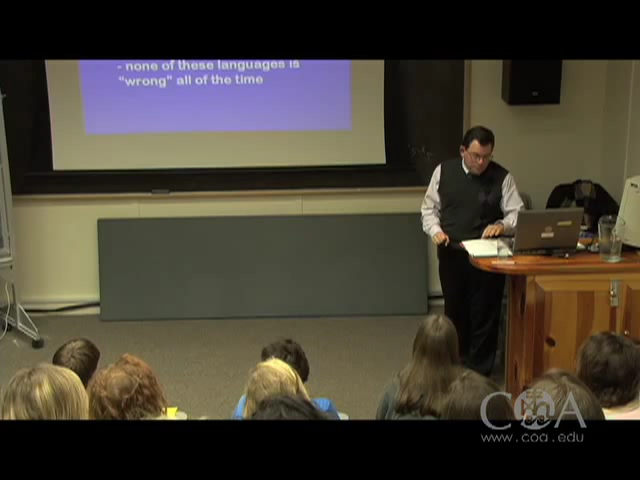 - none of these languages is
"wrong" all of the time
COA
www.coa.edu